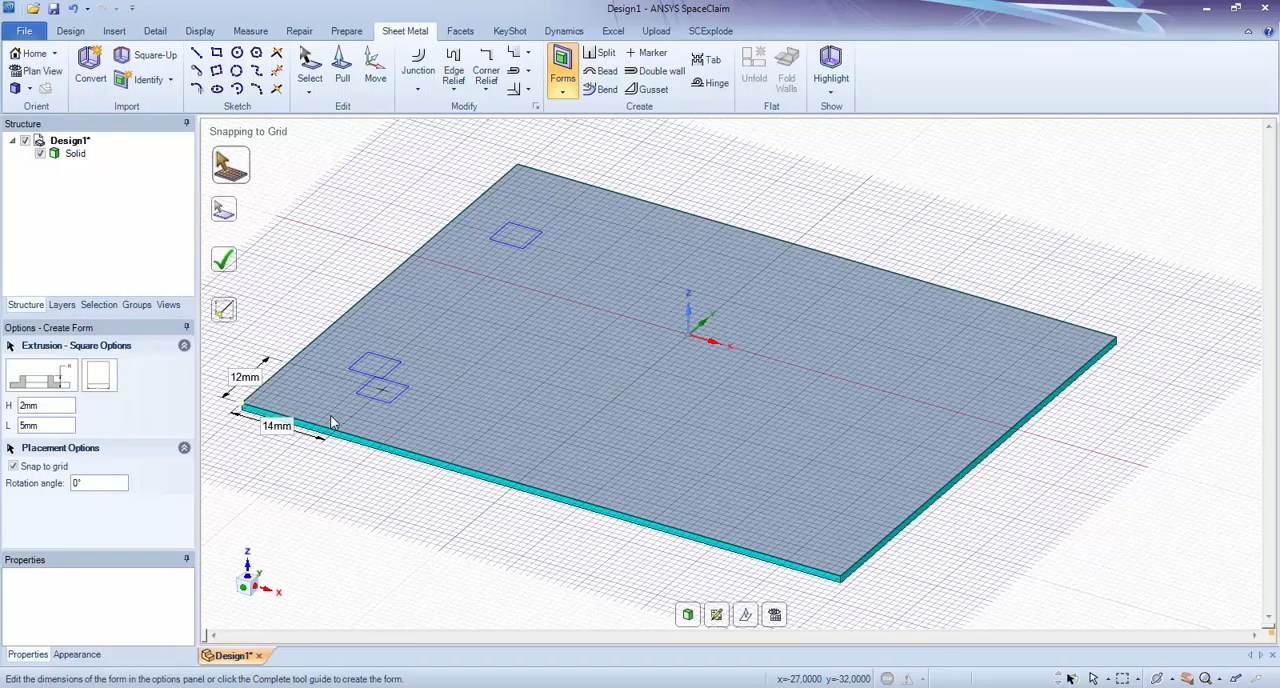 Design1 - ANSYS SpaceClaim
File Design Insert Detail Display Measure Repair Prepare Sheet Metal Facets KeyShot Dynamics Excel Upload SCExplode
Home
Plan View
Orient
Convert
Square-Up
Identify
Import
Sketch
Select
Pull
Move
Edit
Junction
Edge
Relief
Corner
Relief
Modify
Forms
Split
Bead
Bend
Marker
Double wall
Gusset
Tab
Hinge
Create
Unfold
Fold
Walls
Flat
Highlight
Show
Structure
Design1*
Solid
Structure Layers Selection Groups Views
Options - Create Form
Extrusion - Square Options
H
H 2mm
L 5mm
Placement Options
Snap to grid
Rotation angle: 0°
Properties
Properties Appearance
Snapping to Grid
12mm
14mm
Z
Y
X
Z
Y
X
Design1*
Edit the dimensions of the form in the options panel or click the Complete tool guide to create the form.
x=-27,0000 y=-32,0000